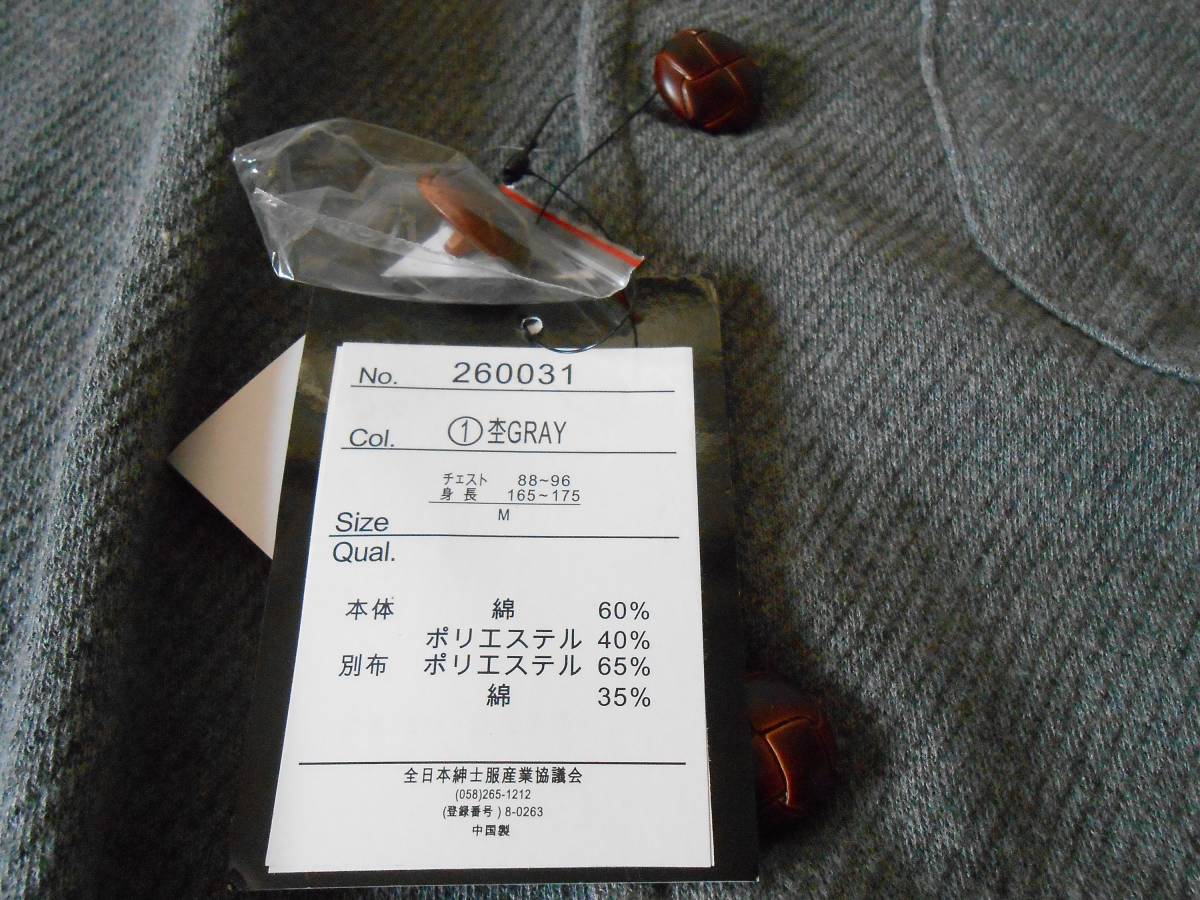 No. 260031
Col. ①杢GRAY
チェスト 88~96
身長 165~175
M
Size
Qual.
本体 綿 60%
ポリエステル 40%
別布 ポリエステル 65%
綿 35%
全日本紳士服産業協議会
(058)265-1212
(登録番号)8-0263
中国製